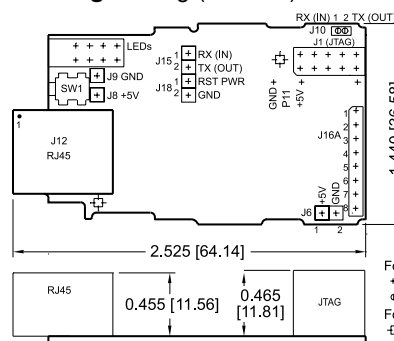 RX (IN) 1 2 TX (OUT)
J10
J1 (JTAG)
LEDs
J15
1
2
RX (IN)
TX (OUT)
J18
1
2
RST PWR
GND
J9 GND
J8 +5V
SW1
GND
P11
+5V
J16A
1
2
3
4
5
6
7
8
1
J12
RJ45
J6
+5V
GND
1 2
2.525 [64.14]
RJ45
0.455 [11.56]
0.465
[11.81]
JTAG